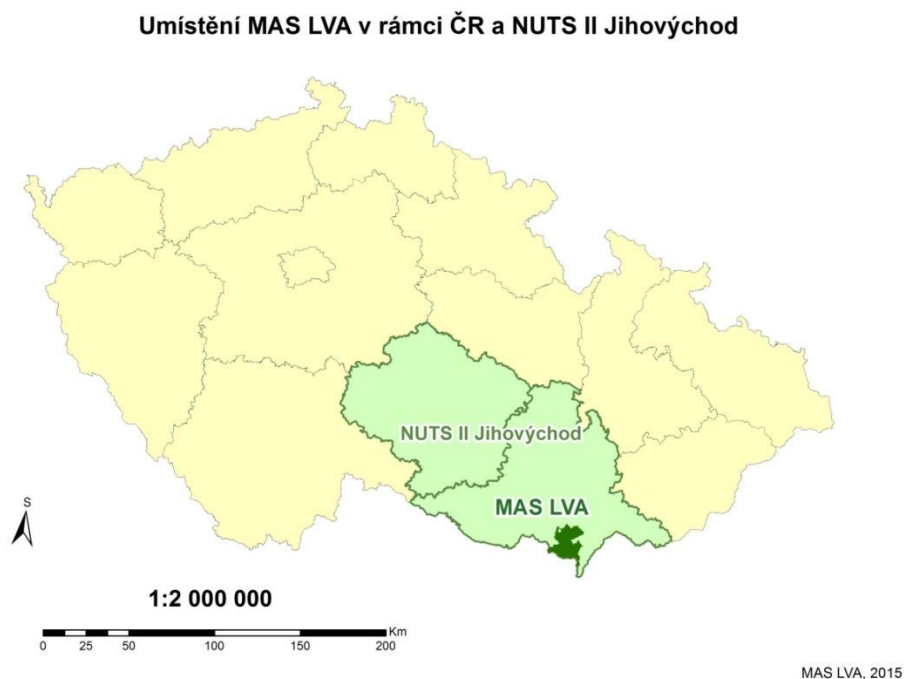 Umístění MAS LVA v rámci ČR a NUTS II Jihovýchod
NUTS II Jihovýchod
MAS LVA
S
1:2 000 000
Km
0 25 50 100 150 200
MAS LVA, 2015